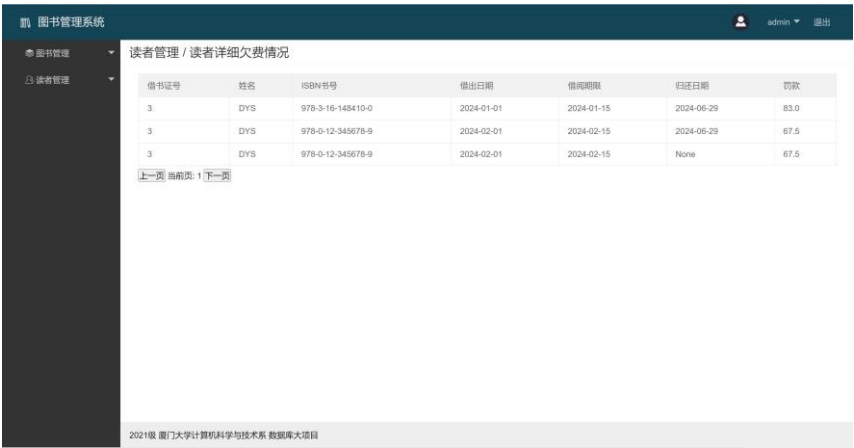 图书管理系统 admin 退出
图书管理 读者管理 / 读者详细欠费情况
读者管理
借书证号 姓名 ISBN书号 借出日期 借阅期限 归还日期 罚款
3 DYS 978-3-16-148410-0 2024-01-01 2024-01-15 2024-06-29 83.0
3 DYS 978-0-12-345678-9 2024-02-01 2024-02-15 2024-06-29 67.5
3 DYS 978-0-12-345678-9 2024-02-01 2024-02-15 None 67.5
上一页 当前页: 1 下一页
2021级 厦门大学计算机科学与技术系 数据库大项目